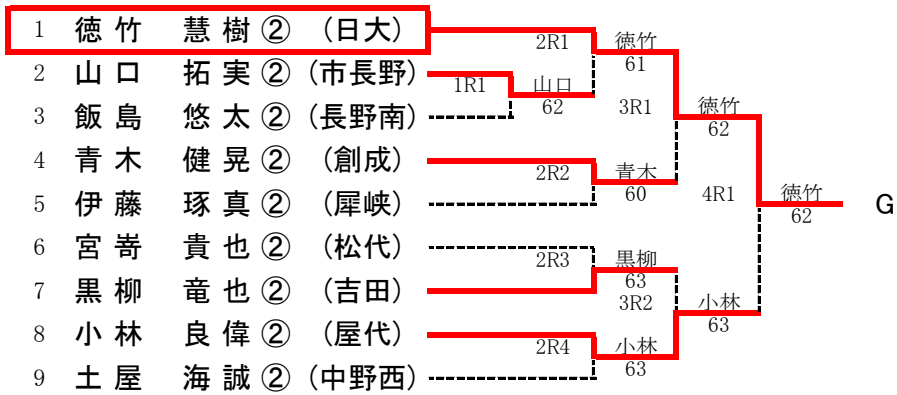 1 徳竹 慧樹② (日大)
2 山口 拓実② (市長野)
3 飯島 悠太② (長野南)
4 青木 健晃② (創成)
5 伊藤 琢真② (犀峡)
6 宮嵜 貴也② (松代)
7 黒柳 竜也② (吉田)
8 小林 良偉② (屋代)
9 土屋 海誠② (中野西)
1R1
山口
62
2R1
徳竹
61
2R2
青木
60
2R3
黒柳
63
2R4
小林
63
3R1
徳竹
62
3R2
小林
63
4R1
徳竹
62
G